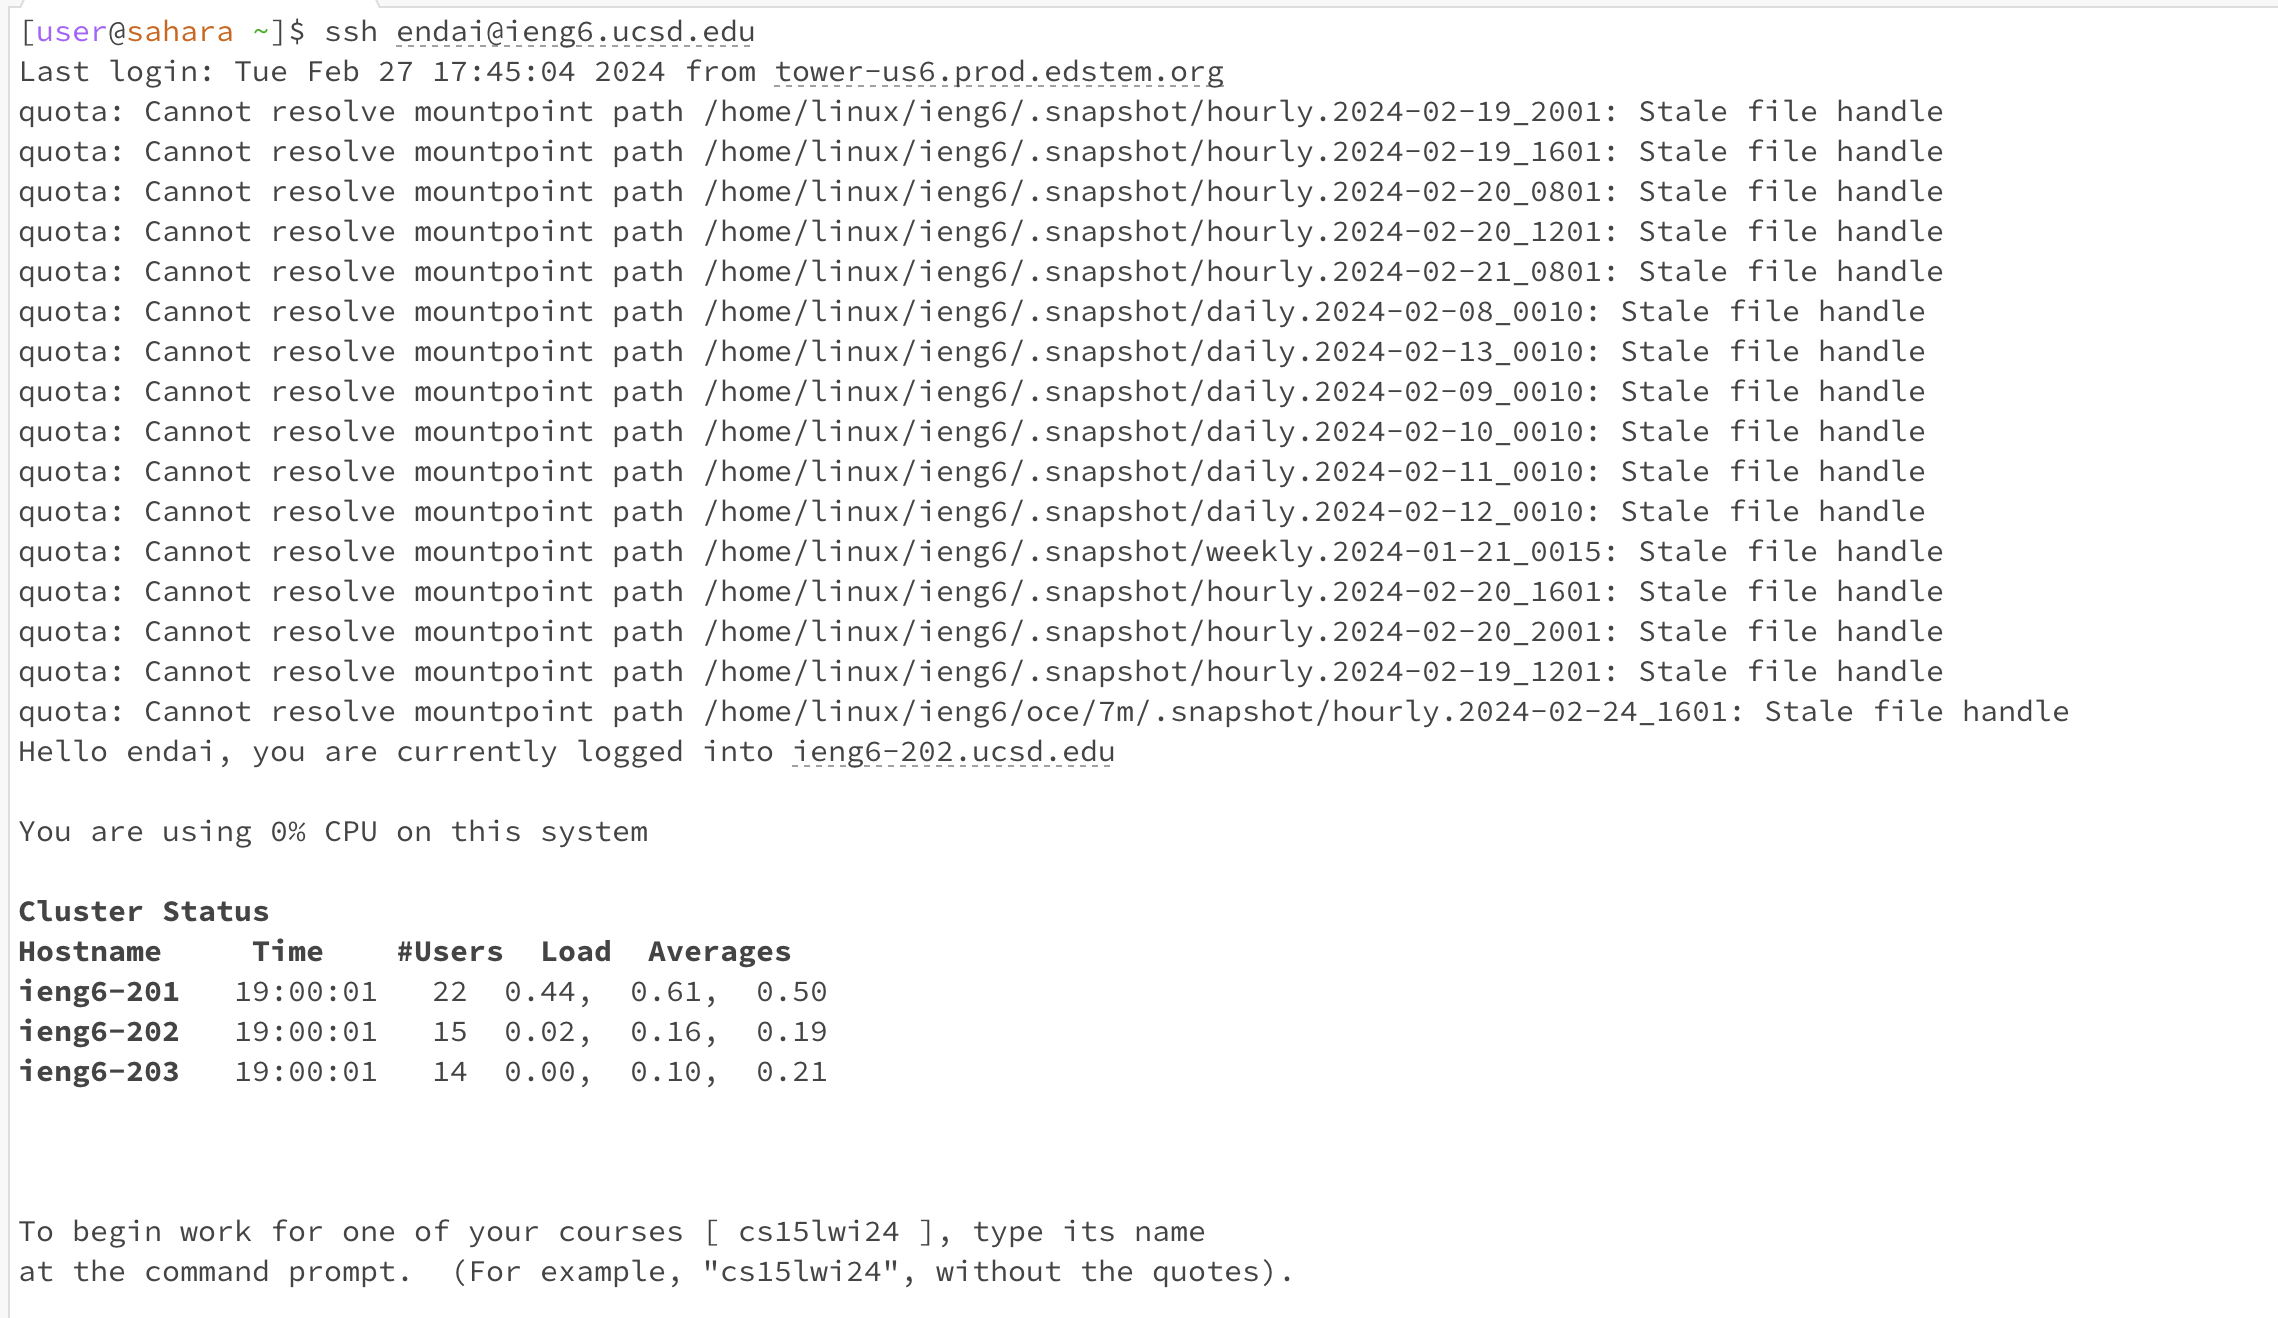 [user@sahara ~]$ ssh endai@ieng6.ucsd.edu
Last login: Tue Feb 27 17:45:04 2024 from tower-us6.prod.edstem.org
quota: Cannot resolve mountpoint path /home/linux/ieng6/.snapshot/hourly.2024-02-19_2001: Stale file handle
quota: Cannot resolve mountpoint path /home/linux/ieng6/.snapshot/hourly.2024-02-19_1601: Stale file handle
quota: Cannot resolve mountpoint path /home/linux/ieng6/.snapshot/hourly.2024-02-20_0801: Stale file handle
quota: Cannot resolve mountpoint path /home/linux/ieng6/.snapshot/hourly.2024-02-20_1201: Stale file handle
quota: Cannot resolve mountpoint path /home/linux/ieng6/.snapshot/hourly.2024-02-21_0801: Stale file handle
quota: Cannot resolve mountpoint path /home/linux/ieng6/.snapshot/daily.2024-02-08_0010: Stale file handle
quota: Cannot resolve mountpoint path /home/linux/ieng6/.snapshot/daily.2024-02-13_0010: Stale file handle
quota: Cannot resolve mountpoint path /home/linux/ieng6/.snapshot/daily.2024-02-09_0010: Stale file handle
quota: Cannot resolve mountpoint path /home/linux/ieng6/.snapshot/daily.2024-02-10_0010: Stale file handle
quota: Cannot resolve mountpoint path /home/linux/ieng6/.snapshot/daily.2024-02-11_0010: Stale file handle
quota: Cannot resolve mountpoint path /home/linux/ieng6/.snapshot/daily.2024-02-12_0010: Stale file handle
quota: Cannot resolve mountpoint path /home/linux/ieng6/.snapshot/weekly.2024-01-21_0015: Stale file handle
quota: Cannot resolve mountpoint path /home/linux/ieng6/.snapshot/hourly.2024-02-20_1601: Stale file handle
quota: Cannot resolve mountpoint path /home/linux/ieng6/.snapshot/hourly.2024-02-20_2001: Stale file handle
quota: Cannot resolve mountpoint path /home/linux/ieng6/.snapshot/hourly.2024-02-19_1201: Stale file handle
quota: Cannot resolve mountpoint path /home/linux/ieng6/oce/7m/.snapshot/hourly.2024-02-24_1601: Stale file handle
Hello endai, you are currently logged into ieng6-202.ucsd.edu
You are using 0% CPU on this system
Cluster Status
Hostname     Time    #Users  Load  Averages
ieng6-201   19:00:01   22  0.44,  0.61,  0.50
ieng6-202   19:00:01   15  0.02,  0.16,  0.19
ieng6-203   19:00:01   14  0.00,  0.10,  0.21
To begin work for one of your courses [ cs15lwi24 ], type its name
at the command prompt.  (For example, "cs15lwi24", without the quotes).